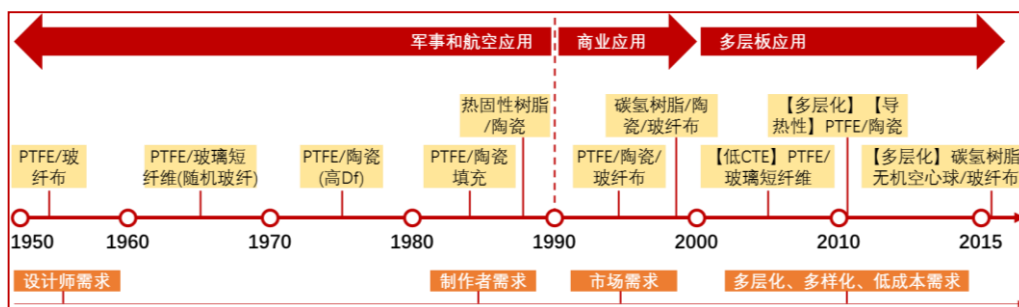 军事和航空应用
商业应用
多层板应用
热固性树脂
/陶瓷
碳氢树脂/陶
瓷/玻纤布
【多层化】【导
热性】PTFE/陶瓷
PTFE/玻
纤布
PTFE/玻璃短
纤维(随机玻纤)
PTFE/陶瓷
(高Df)
PTFE/陶瓷
填充
PTFE/陶瓷/
玻纤布
【低CTE】PTFE/
玻璃短纤维
【多层化】碳氢树脂
无机空心球/玻纤布
1950
1960
1970
1980
1990
2000
2010
2015
设计师需求
制作者需求
市场需求
多层化、多样化、低成本需求